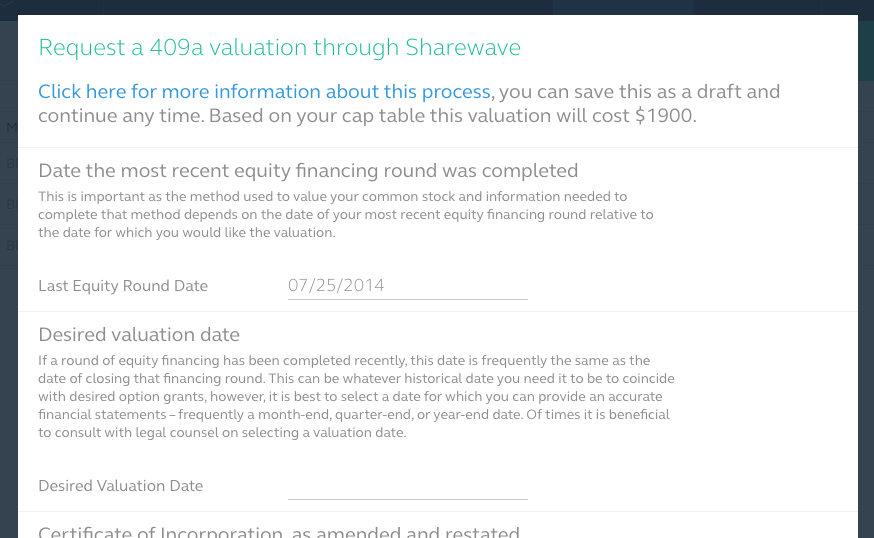 Request a 409a valuation through Sharewave
Click here for more information about this process, you can save this as a draft and
continue any time. Based on your cap table this valuation will cost $1900.
Date the most recent equity financing round was completed
This is important as the method used to value your common stock and information needed to
complete that method depends on the date of your most recent equity financing round relative to
the date for which you would like the valuation.
Last Equity Round Date 07/25/2014
Desired valuation date
If a round of equity financing has been completed recently, this date is frequently the same as the
date of closing that financing round. This can be whatever historical date you need it to be to coincide
with desired option grants, however, it is best to select a date for which you can provide an accurate
financial statements – frequently a month-end, quarter-end, or year-end date. Of times it is beneficial
to consult with legal counsel on selecting a valuation date.
Desired Valuation Date
Certificate of Incorporation, as amended and restated